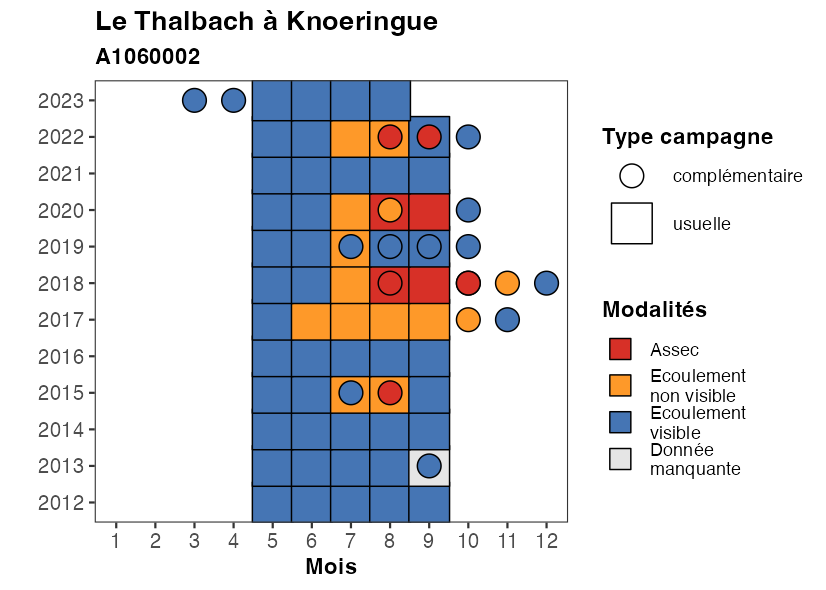 Le Thalbach à Knoeringue
A1060002
2023
2022
2021
2020
2019
2018
2017
2016
2015
2014
2013
2012
1 2 3 4 5 6 7 8 9 10 11 12
Mois
Type campagne
complémentaire
usuelle
Modalités
Assec
Ecoulement
non visible
Ecoulement
visible
Donnée
manquante